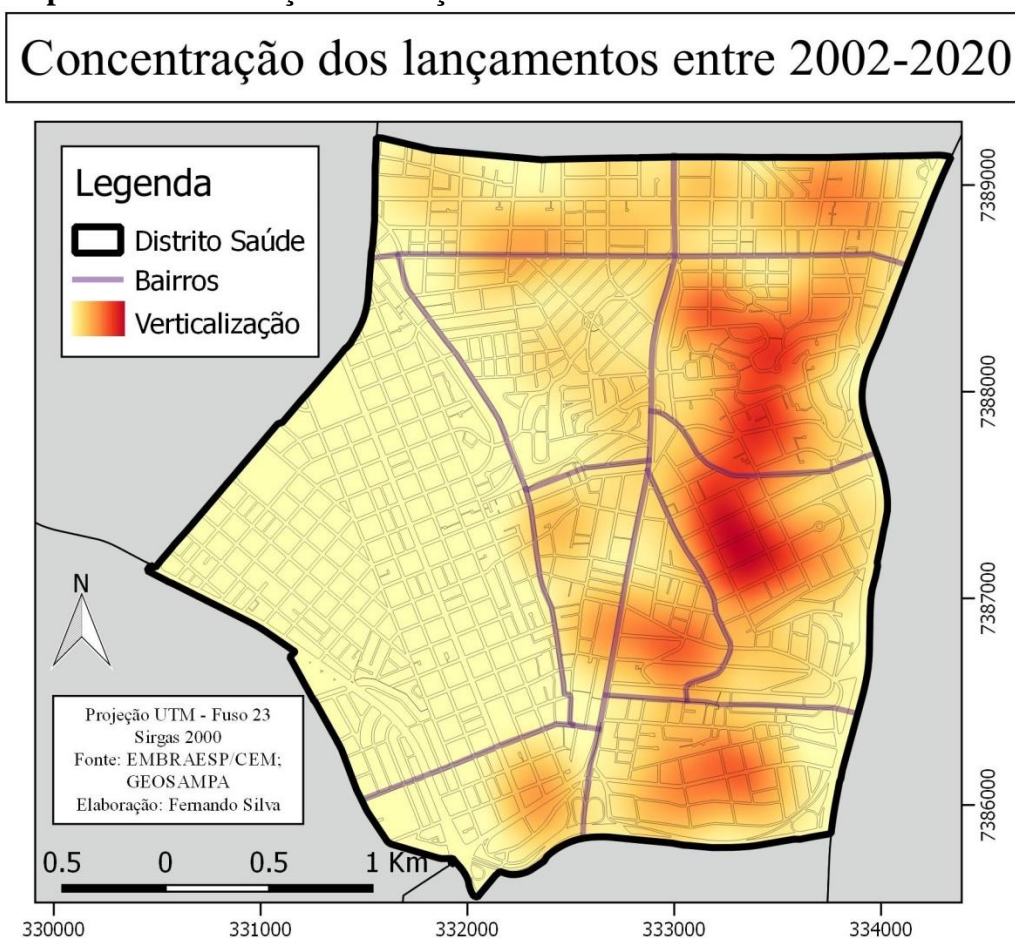 Concentração dos lançamentos entre 2002-2020
Legenda
Distrito Saúde
Bairros
Verticalização
N
Projeção UTM - Fuso 23
Sirgas 2000
Fonte: EMBRAESP/CEM;
GEOSAMPA
Elaboração: Fernando Silva
0.5 0 0.5 1 Km
330000 331000 332000 333000 334000
7389000
7388000
7387000
7386000